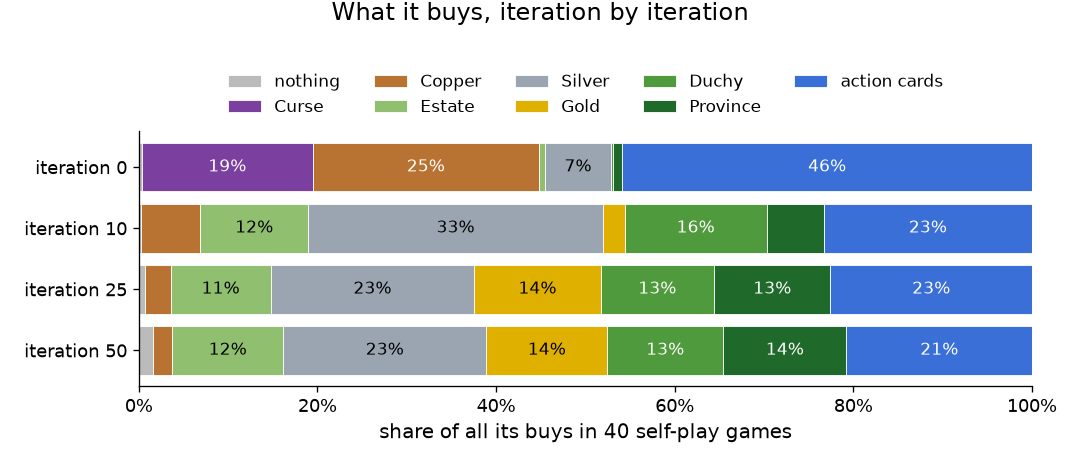 What it buys, iteration by iteration
nothing Copper Silver Duchy action cards
Curse Estate Gold Province
iteration 0 19% 25% 7% 46%
iteration 10 12% 33% 16% 23%
iteration 25 11% 23% 14% 13% 13% 23%
iteration 50 12% 23% 14% 13% 14% 21%
0% 20% 40% 60% 80% 100%
share of all its buys in 40 self-play games